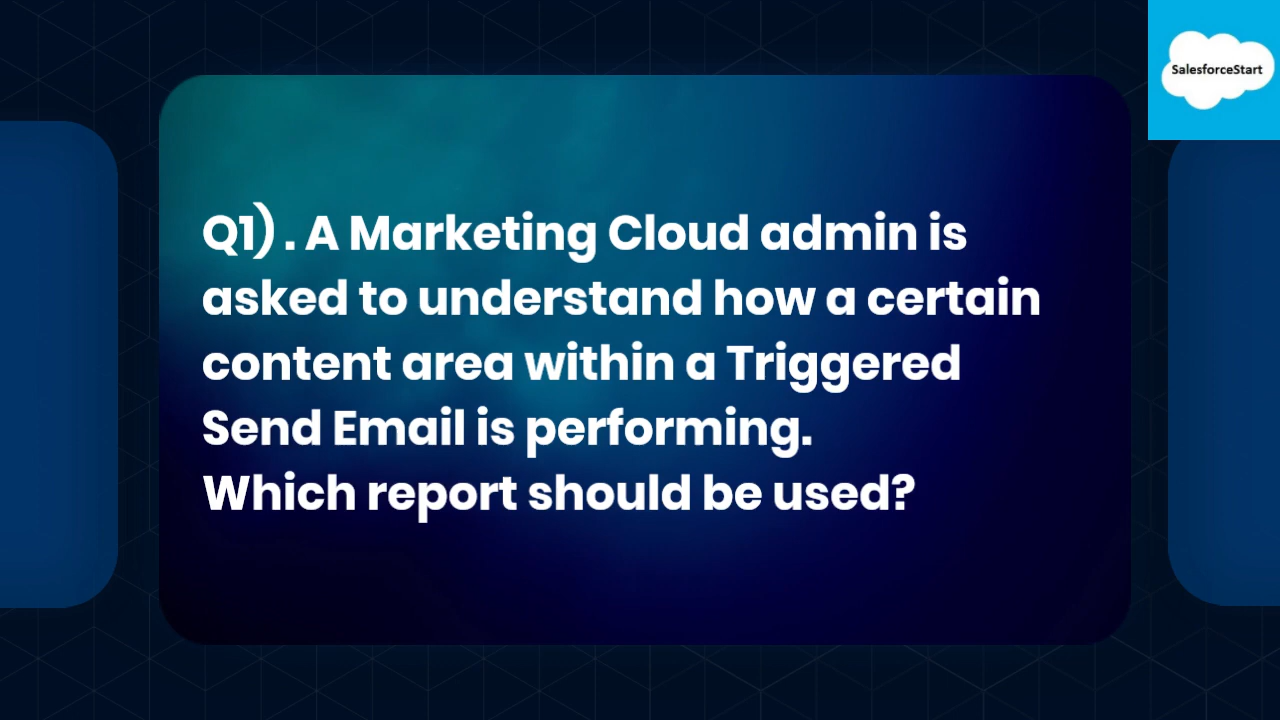 SalesforceStart
Q1) . A Marketing Cloud admin is
asked to understand how a certain
content area within a Triggered
Send Email is performing.
Which report should be used?